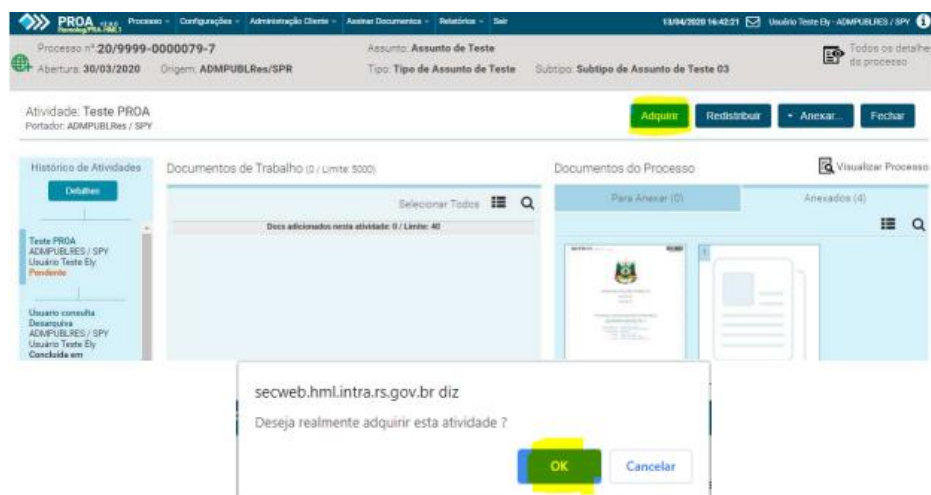 PROA Processo Configurações Administração Cliente Assinar Documentos Relatórios Sair 13/04/2020 16:42:21 Usuário Teste Ely - ADMPUBLRES / SPY
Processo nº 20/9999-0000079-7 Assunto: Assunto de Teste Todos os detalhe
Abertura: 30/03/2020 Origem: ADMPUBLRes/SPR Tipo: Tipo de Assunto de Teste Subtipo: Subtipo de Assunto de Teste 03 do processo
Atividade: Teste PROA
Portador: ADMPUBLRes / SPY
Adquirir Redistribuir Anexar... Fechar
Histórico de Atividades
Detalhes
Teste PROA
ADMPUBLRES / SPY
Usuário Teste Ely
Pendente
Usuario consulta
Desarquiva
ADMPUBLRES / SPY
Usuário Teste Ely
Concluída em
Documentos de Trabalho (0 / Limite: 5000)
Selecionar Todos
Docs adicionados nesta atividade: 0 / Limite: 40
Documentos do Processo Visualizar Processo
Para Anexar (0) Anexados (4)
1
secweb.hml.intra.rs.gov.br diz
Deseja realmente adquirir esta atividade ?
OK Cancelar